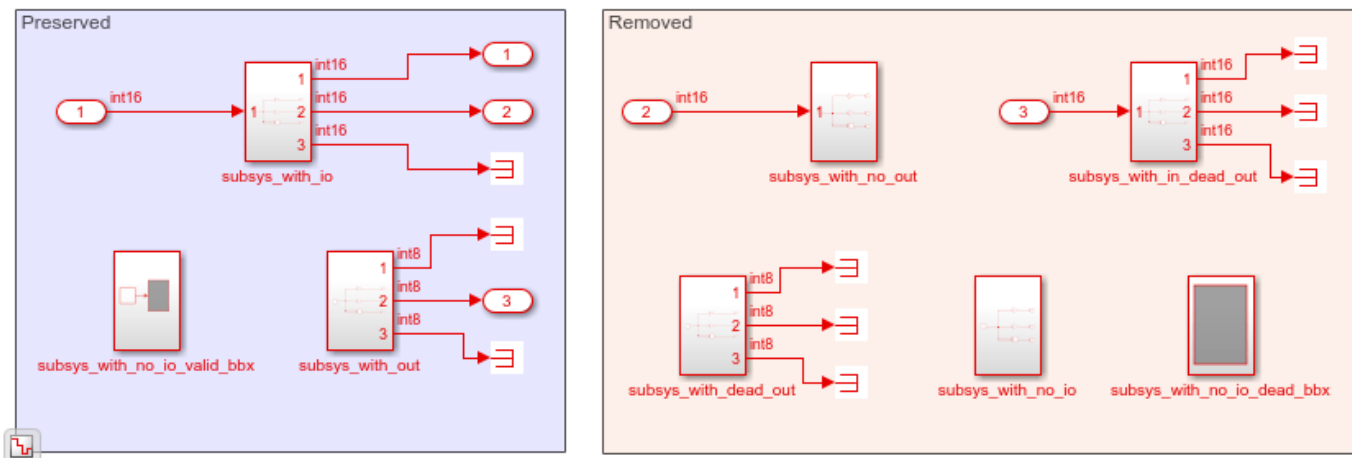 Preserved
1
int16
1
1
int16
1
2
int16
2
3
int16
subsys_with_io
subsys_with_no_io_valid_bbx
1
int8
2
int8
3
3
int8
subsys_with_out
Removed
2
int16
1
subsys_with_no_out
3
int16
1
1
int16
2
int16
3
int16
subsys_with_in_dead_out
1
int8
2
int8
3
int8
subsys_with_dead_out
subsys_with_no_io
subsys_with_no_io_dead_bbx